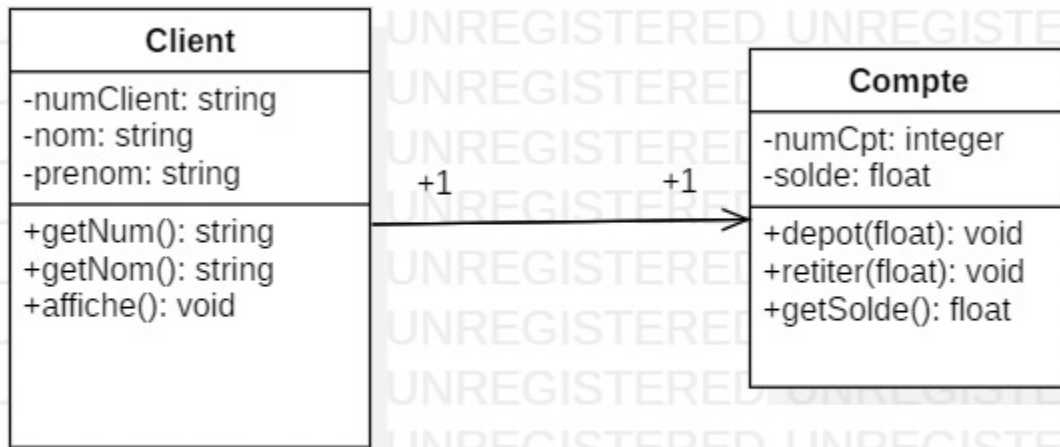 Client
-numClient: string
-nom: string
-prenom: string
+getNum(): string
+getNom(): string
+affiche(): void
+1 +1
Compte
-numCpt: integer
-solde: float
+depot(float): void
+retiter(float): void
+getSolde(): float
UNREGISTERED UNREGISTE
UNREGISTERED
UNREGISTERED
UNREGISTERED
UNREGISTERED
UNREGISTERED
UNREGISTERED
UNREGISTERED